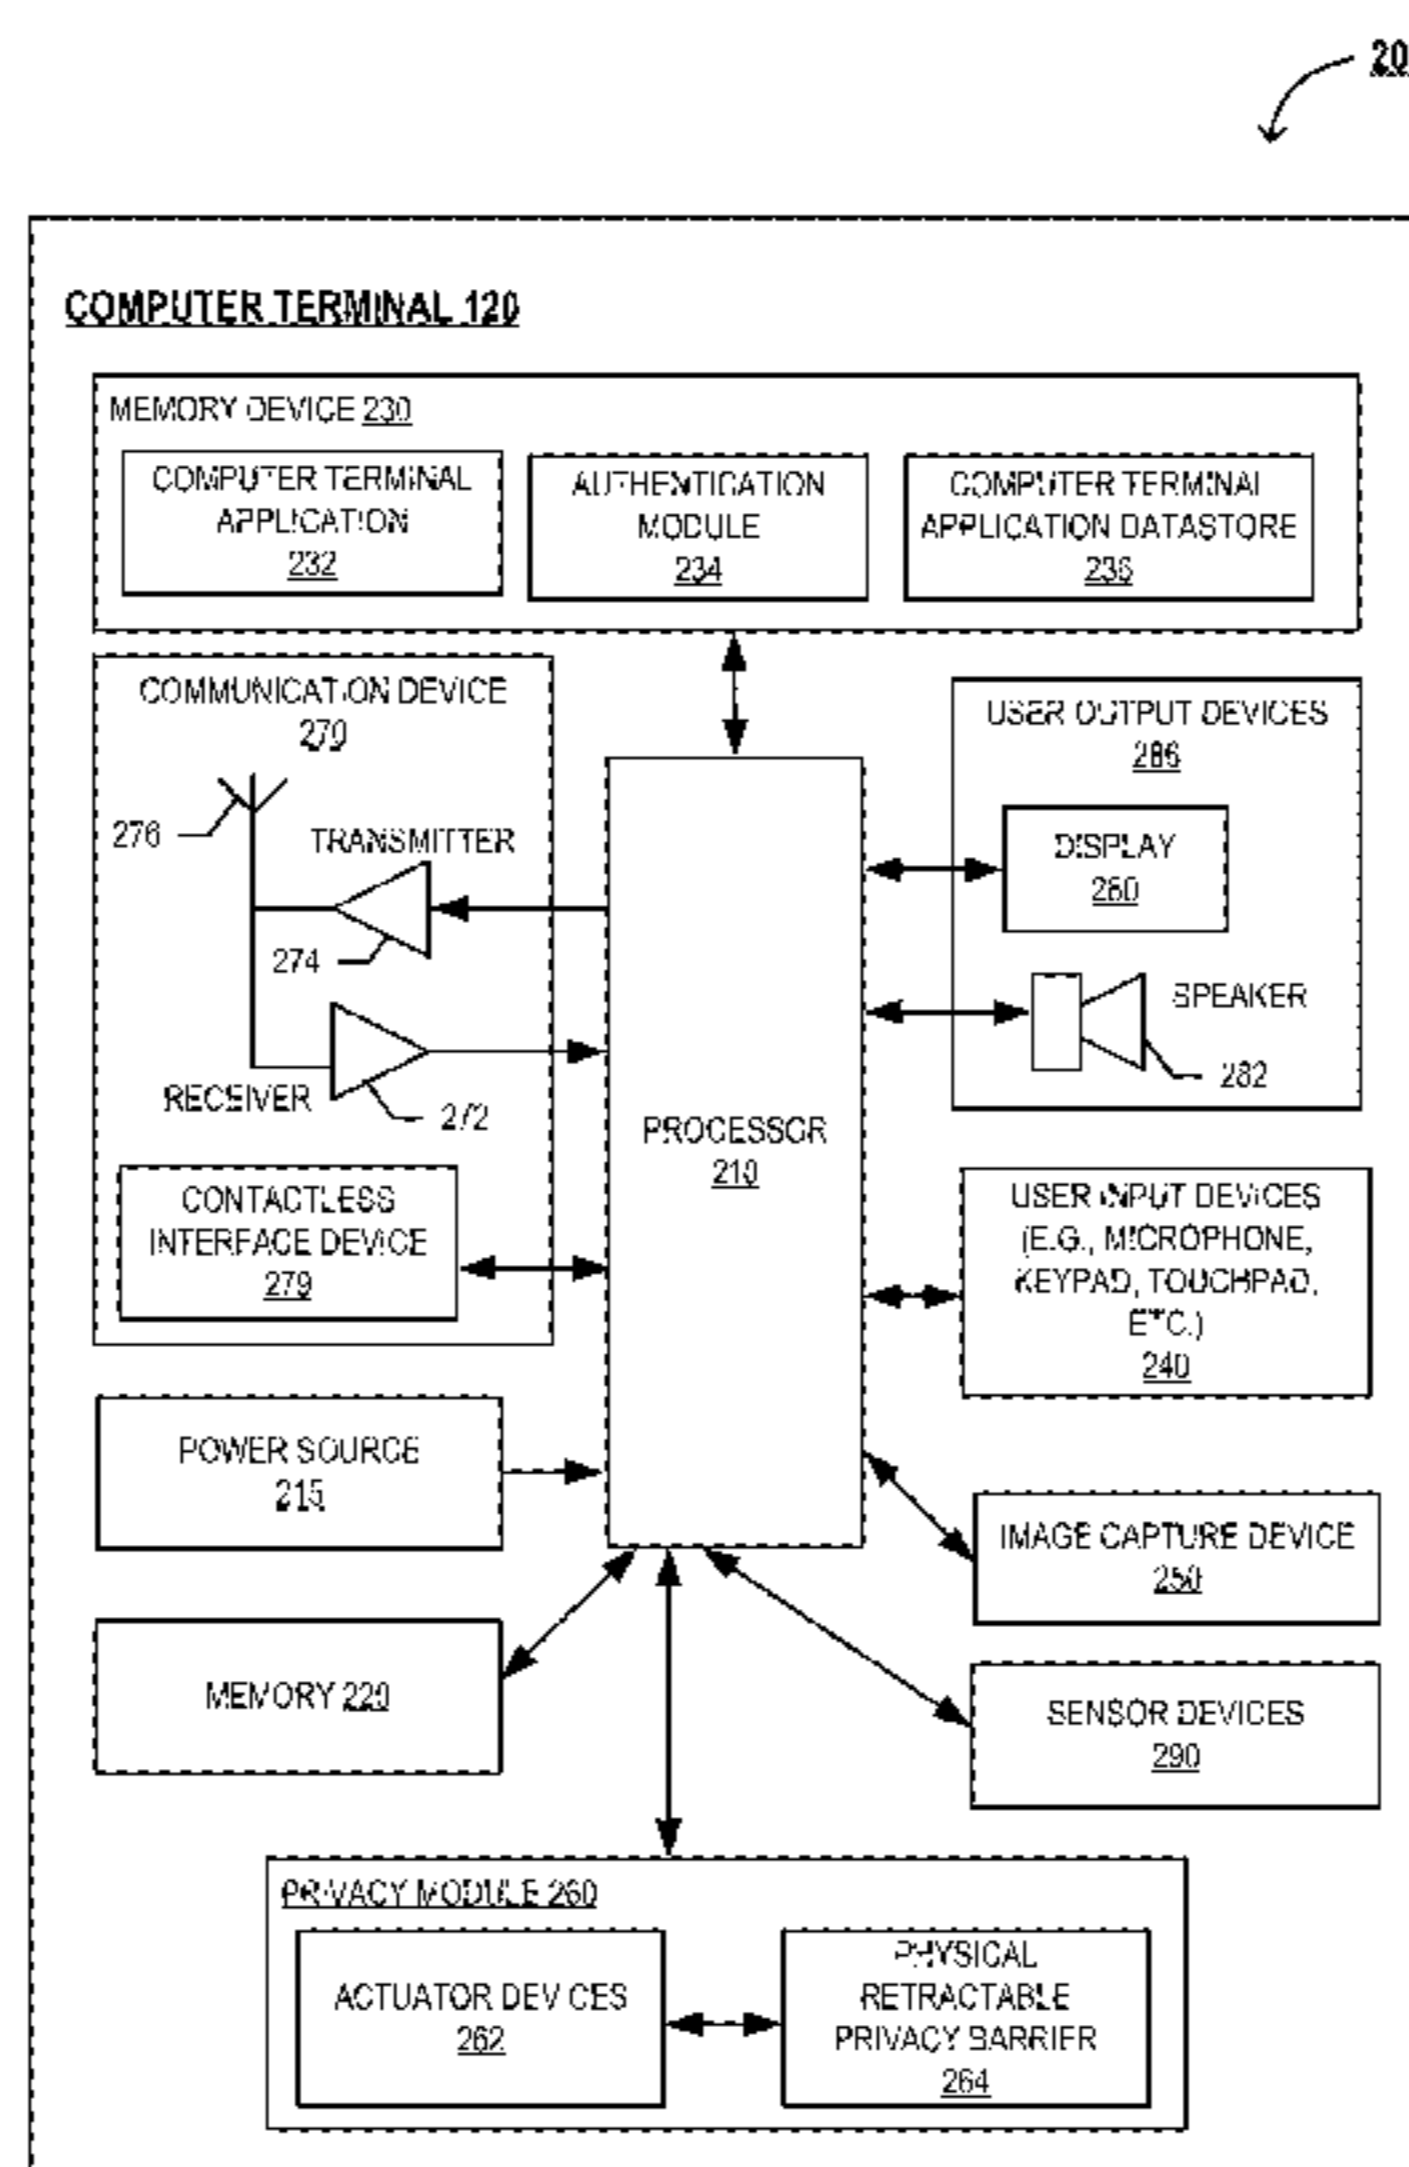 20
COMPUTER TERMINAL 120
MEMORY DEVICE 230
COMPUTER TERMINAL
APPLICATION
232
AUTHENTICATION
MODULE
234
COMPUTER TERMINAL
APPLICATION DATASTORE
236
COMMUNICATION DEVICE
270
276
TRANSMITTER
274
RECEIVER
272
CONTACTLESS
INTERFACE DEVICE
279
PROCESSOR
210
USER OUTPUT DEVICES
286
DISPLAY
280
SPEAKER
282
USER INPUT DEVICES
(E.G., MICROPHONE,
KEYPAD, TOUCHPAD,
ETC.)
240
POWER SOURCE
215
IMAGE CAPTURE DEVICE
250
MEMORY 220
SENSOR DEVICES
290
PRIVACY MODULE 260
ACTUATOR DEVICES
262
PHYSICAL
RETRACTABLE
PRIVACY BARRIER
264